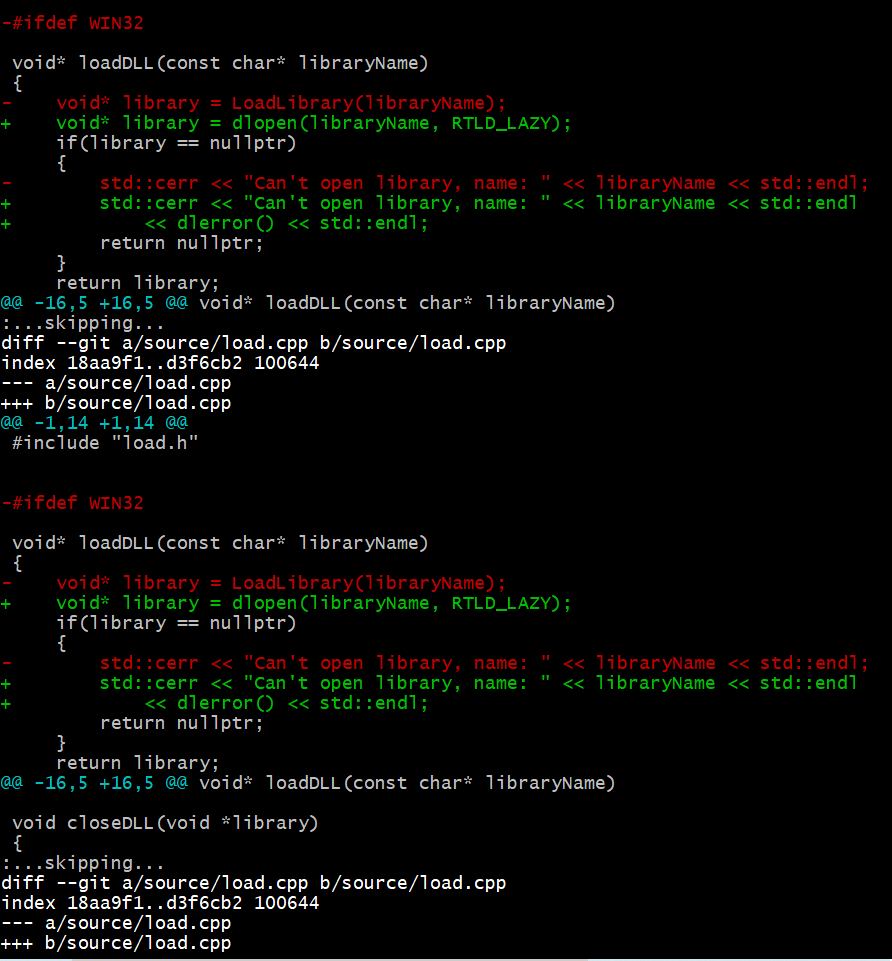 -#ifdef WIN32
 void* loadDLL(const char* libraryName)
 {
-    void* library = LoadLibrary(libraryName);
+    void* library = dlopen(libraryName, RTLD_LAZY);
     if(library == nullptr)
     {
-        std::cerr << "Can't open library, name: " << libraryName << std::endl;
+        std::cerr << "Can't open library, name: " << libraryName << std::endl
+            << dlerror() << std::endl;
         return nullptr;
     }
     return library;
@@ -16,5 +16,5 @@ void* loadDLL(const char* libraryName)
:...skipping...
diff --git a/source/load.cpp b/source/load.cpp
index 18aa9f1..d3f6cb2 100644
--- a/source/load.cpp
+++ b/source/load.cpp
@@ -1,14 +1,14 @@
 #include "load.h"
-#ifdef WIN32
 void* loadDLL(const char* libraryName)
 {
-    void* library = LoadLibrary(libraryName);
+    void* library = dlopen(libraryName, RTLD_LAZY);
     if(library == nullptr)
     {
-        std::cerr << "Can't open library, name: " << libraryName << std::endl;
+        std::cerr << "Can't open library, name: " << libraryName << std::endl
+            << dlerror() << std::endl;
         return nullptr;
     }
     return library;
@@ -16,5 +16,5 @@ void* loadDLL(const char* libraryName)
 void closeDLL(void *library)
 {
:...skipping...
diff --git a/source/load.cpp b/source/load.cpp
index 18aa9f1..d3f6cb2 100644
--- a/source/load.cpp
+++ b/source/load.cpp